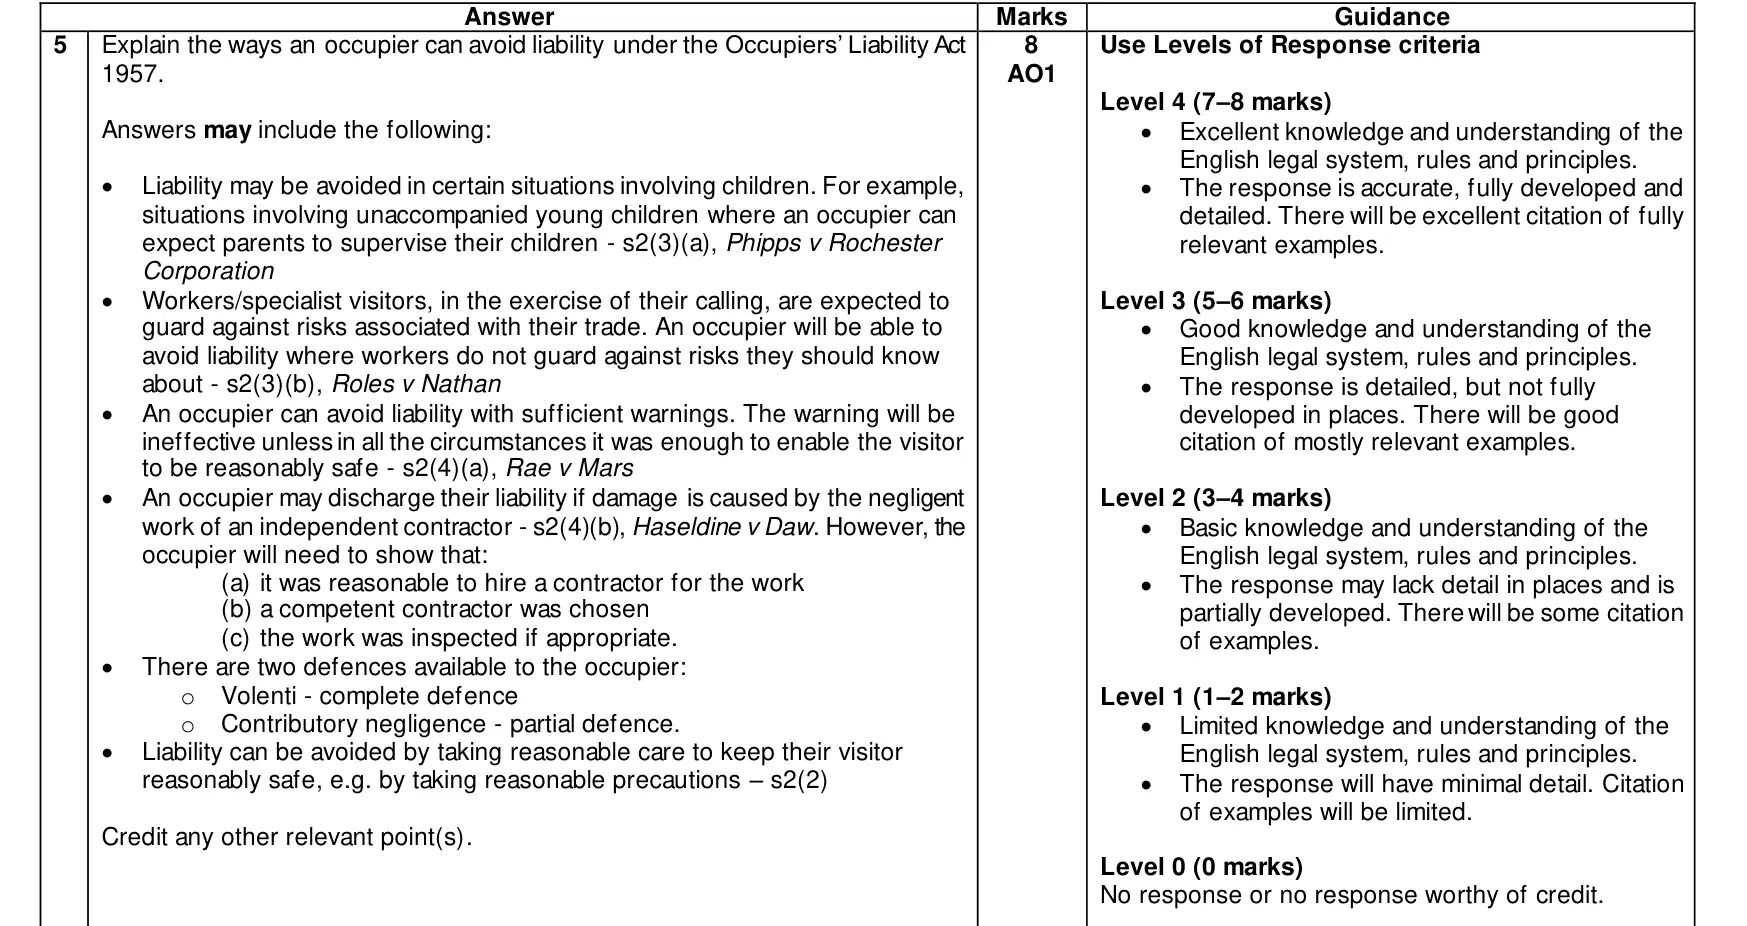 Answer Marks Guidance
5 Explain the ways an occupier can avoid liability under the Occupiers’ Liability Act
1957.
Answers may include the following:
• Liability may be avoided in certain situations involving children. For example,
situations involving unaccompanied young children where an occupier can
expect parents to supervise their children - s2(3)(a), Phipps v Rochester
Corporation
• Workers/specialist visitors, in the exercise of their calling, are expected to
guard against risks associated with their trade. An occupier will be able to
avoid liability where workers do not guard against risks they should know
about - s2(3)(b), Roles v Nathan
• An occupier can avoid liability with sufficient warnings. The warning will be
ineffective unless in all the circumstances it was enough to enable the visitor
to be reasonably safe - s2(4)(a), Rae v Mars
• An occupier may discharge their liability if damage is caused by the negligent
work of an independent contractor - s2(4)(b), Haseldine v Daw. However, the
occupier will need to show that:
(a) it was reasonable to hire a contractor for the work
(b) a competent contractor was chosen
(c) the work was inspected if appropriate.
• There are two defences available to the occupier:
o Volenti - complete defence
o Contributory negligence - partial defence.
• Liability can be avoided by taking reasonable care to keep their visitor
reasonably safe, e.g. by taking reasonable precautions – s2(2)
Credit any other relevant point(s).
8
AO1
Use Levels of Response criteria
Level 4 (7–8 marks)
• Excellent knowledge and understanding of the
English legal system, rules and principles.
• The response is accurate, fully developed and
detailed. There will be excellent citation of fully
relevant examples.
Level 3 (5–6 marks)
• Good knowledge and understanding of the
English legal system, rules and principles.
• The response is detailed, but not fully
developed in places. There will be good
citation of mostly relevant examples.
Level 2 (3–4 marks)
• Basic knowledge and understanding of the
English legal system, rules and principles.
• The response may lack detail in places and is
partially developed. There will be some citation
of examples.
Level 1 (1–2 marks)
• Limited knowledge and understanding of the
English legal system, rules and principles.
• The response will have minimal detail. Citation
of examples will be limited.
Level 0 (0 marks)
No response or no response worthy of credit.